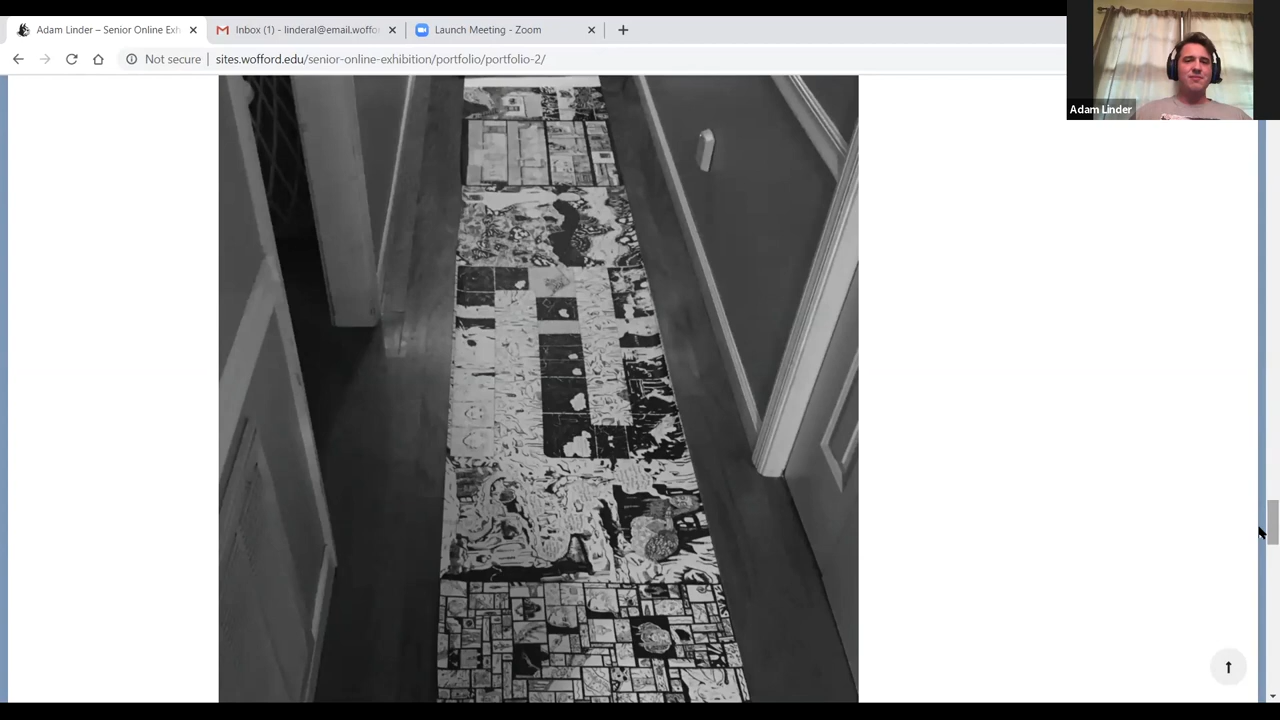 Adam Linder – Senior Online Exh
Inbox (1) - linderal@email.woffor
Launch Meeting - Zoom
Not secure
sites.wofford.edu/senior-online-exhibition/portfolio/portfolio-2/
Adam Linder